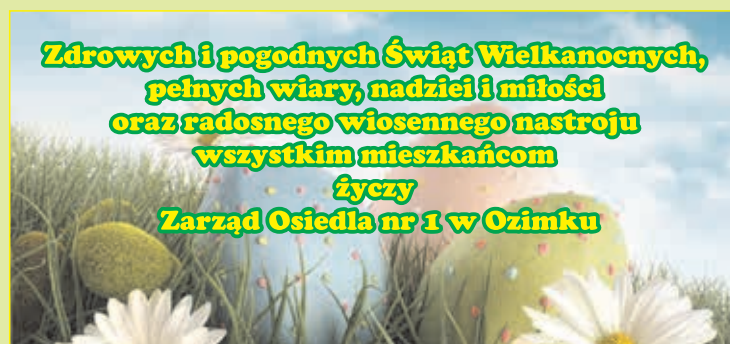 Zdrowych i pogodnych Świąt Wielkanocnych,
pełnych wiary, nadziei i miłości
oraz radosnego wiosennego nastroju
wszystkim mieszkańcom
życzy
Zarząd Osiedla nr 1 w Ozimku